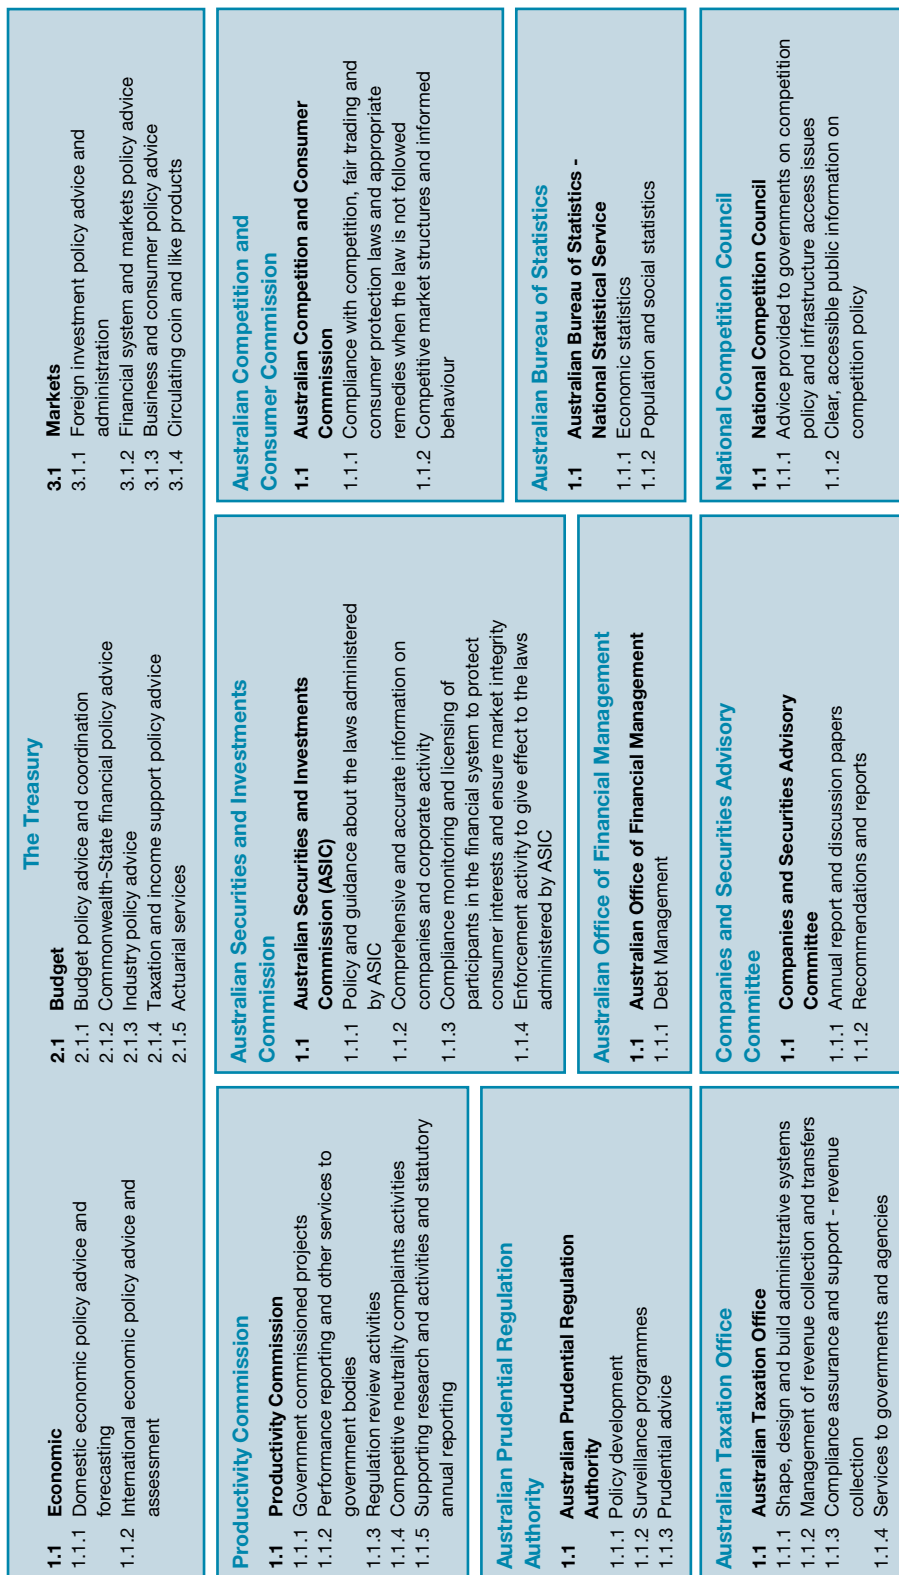 The Treasury
1.1 Economic
1.1.1 Domestic economic policy advice and
forecasting
1.1.2 International economic policy advice and
assessment
2.1 Budget
2.1.1 Budget policy advice and coordination
2.1.2 Commonwealth-State financial policy advice
2.1.3 Industry policy advice
2.1.4 Taxation and income support policy advice
2.1.5 Actuarial services
3.1 Markets
3.1.1 Foreign investment policy advice and
administration
3.1.2 Financial system and markets policy advice
3.1.3 Business and consumer policy advice
3.1.4 Circulating coin and like products
Productivity Commission
1.1 Productivity Commission
1.1.1 Government commissioned projects
1.1.2 Performance reporting and other services to
government bodies
1.1.3 Regulation review activities
1.1.4 Competitive neutrality complaints activities
1.1.5 Supporting research and activities and statutory
annual reporting
Australian Securities and Investments
Commission
1.1 Australian Securities and Investments
Commission (ASIC)
1.1.1 Policy and guidance about the laws administered
by ASIC
1.1.2 Comprehensive and accurate information on
companies and corporate activity
1.1.3 Compliance monitoring and licensing of
participants in the financial system to protect
consumer interests and ensure market integrity
1.1.4 Enforcement activity to give effect to the laws
administered by ASIC
Australian Competition and
Consumer Commission
1.1 Australian Competition and Consumer
Commission
1.1.1 Compliance with competition, fair trading and
consumer protection laws and appropriate
remedies when the law is not followed
1.1.2 Competitive market structures and informed
behaviour
Australian Prudential Regulation
Authority
1.1 Australian Prudential Regulation
Authority
1.1.1 Policy development
1.1.2 Surveillance programmes
1.1.3 Prudential advice
Australian Office of Financial Management
1.1 Australian Office of Financial Management
1.1.1 Debt Management
Australian Bureau of Statistics
1.1 Australian Bureau of Statistics -
National Statistical Service
1.1.1 Economic statistics
1.1.2 Population and social statistics
Australian Taxation Office
1.1 Australian Taxation Office
1.1.1 Shape, design and build administrative systems
1.1.2 Management of revenue collection and transfers
1.1.3 Compliance assurance and support - revenue
collection
1.1.4 Services to governments and agencies
Companies and Securities Advisory
Committee
1.1 Companies and Securities Advisory
Committee
1.1.1 Annual report and discussion papers
1.1.2 Recommendations and reports
National Competition Council
1.1 National Competition Council
1.1.1 Advice provided to governments on competition
policy and infrastructure access issues
1.1.2 Clear, accessible public information on
competition policy